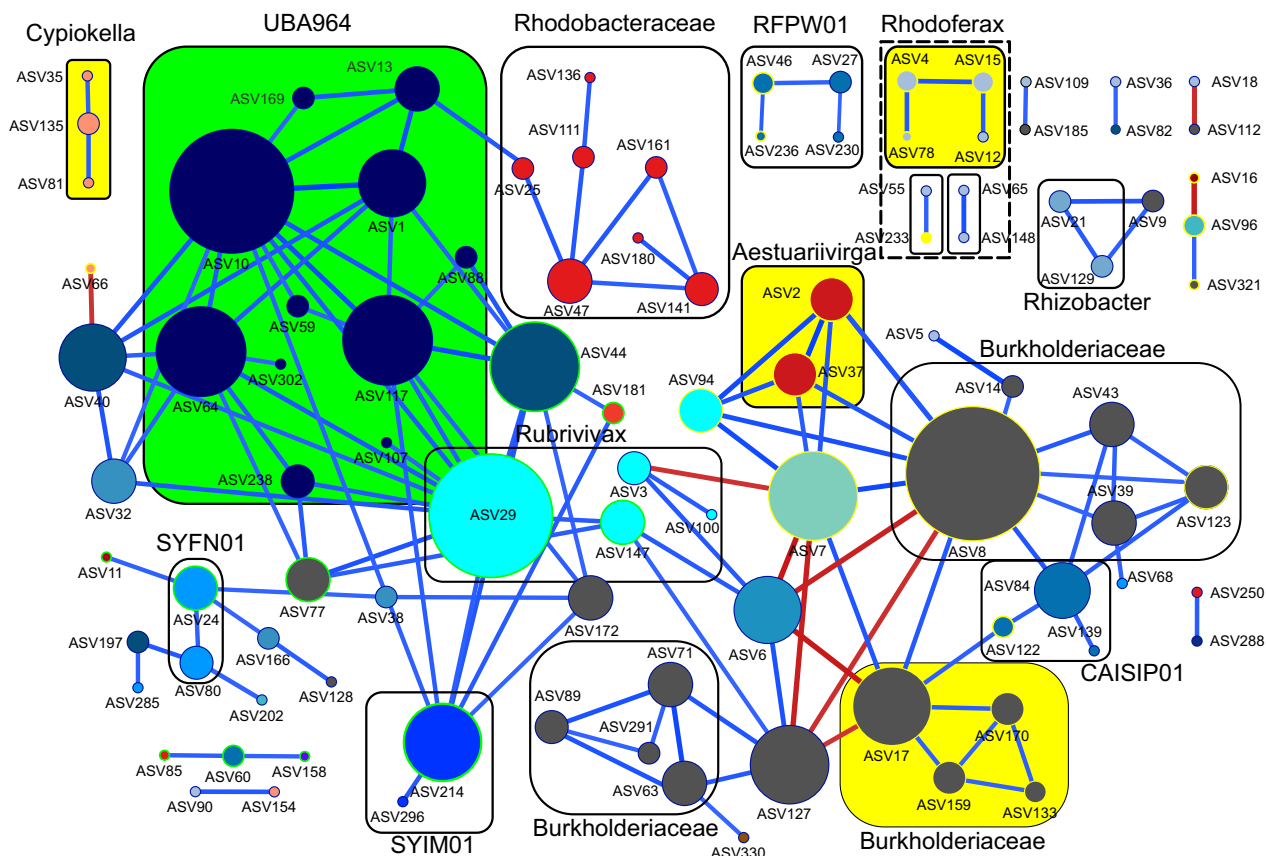 UBA964
Rhodobacteraceae
RFPW01
Rhodoferax
Cypiokella
ASV35
ASV135
ASV81
ASV13
ASV169
ASV136
ASV111
ASV161
ASV25
ASV180
ASV47
ASV141
ASV46
ASV27
ASV236
ASV230
ASV4
ASV15
ASV78
ASV12
ASV55
ASV65
ASV233
ASV148
ASV109
ASV36
ASV18
ASV185
ASV82
ASV112
ASV16
ASV96
ASV321
ASV21
ASV9
ASV129
Rhizobacter
ASV1
ASV10
ASV88
ASV66
ASV59
ASV40
ASV64
ASV302
ASV117
ASV44
ASV181
Aestuariivirga
ASV2
ASV37
ASV94
ASV5
Burkholderiaceae
ASV14
ASV43
ASV39
ASV123
ASV8
ASV68
ASV107
ASV238
ASV32
Rubrivivax
ASV29
ASV3
ASV100
ASV147
ASV7
SYFN01
ASV11
ASV24
ASV77
ASV38
ASV172
ASV6
ASV84
ASV122
ASV139
CAISIP01
ASV250
ASV288
ASV197
ASV166
ASV80
ASV285
ASV202
ASV128
ASV71
ASV89
ASV291
ASV63
ASV127
ASV17
ASV170
ASV159
ASV133
Burkholderiaceae
ASV85
ASV60
ASV158
ASV90
ASV154
ASV214
ASV296
SYIM01
Burkholderiaceae
ASV330